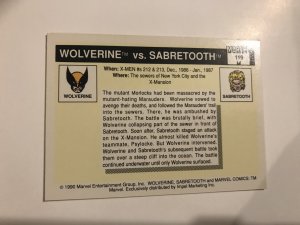 WOLVERINE™ vs. SABRETOOTH™
MARVEL
119
When: X-MEN #s 212 & 213, Dec., 1986 - Jan., 1987
Where: The sewers of New York City and the
X-Mansion
WOLVERINE
SABRETOOTH
The mutant Morlocks had been massacred by the
mutant-hating Marauders. Wolverine vowed to
avenge their deaths, and followed the Marauders' trail
into the sewers. There, he was ambushed by
Sabretooth. The battle was brutally brief, with
Wolverine collapsing part of the sewer in front of
Sabretooth. Soon after, Sabretooth staged an attack
on the X-Mansion. He almost killed Wolverine's
teammate, Psylocke. But Wolverine intervened.
Wolverine and Sabretooth's subsequent battle took
them over a steep cliff into the ocean. The battle
continued underwater until only Wolverine surfaced.
© 1990 Marvel Entertainment Group, Inc. WOLVERINE, SABRETOOTH and MARVEL COMICS: TM
Marvel. Exclusively distributed by Impel Marketing Inc.